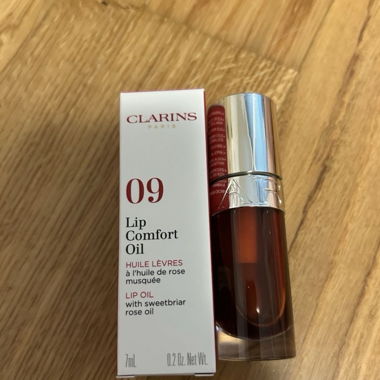 CLARINS
PARIS
09
Lip
Comfort
Oil
HUILE LÈVRES
à l'huile de rose
musquée
LIP OIL
with sweetbriar
rose oil
7mL 0.2 Oz. Net Wt.